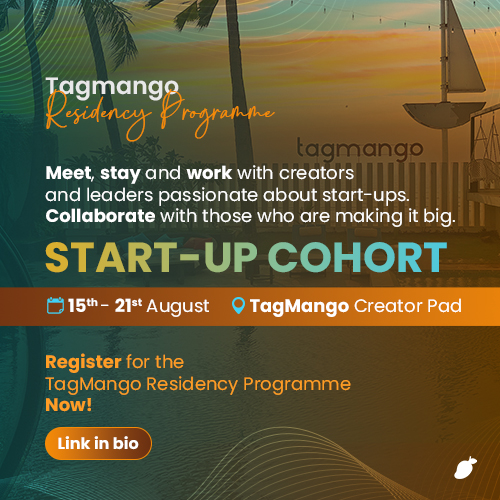 Tagmango
Residency Programme
tagmango
Meet, stay and work with creators
and leaders passionate about start-ups.
Collaborate with those who are making it big.
START-UP COHORT
15th - 21st August TagMango Creator Pad
Register for the
TagMango Residency Programme
Now!
Link in bio